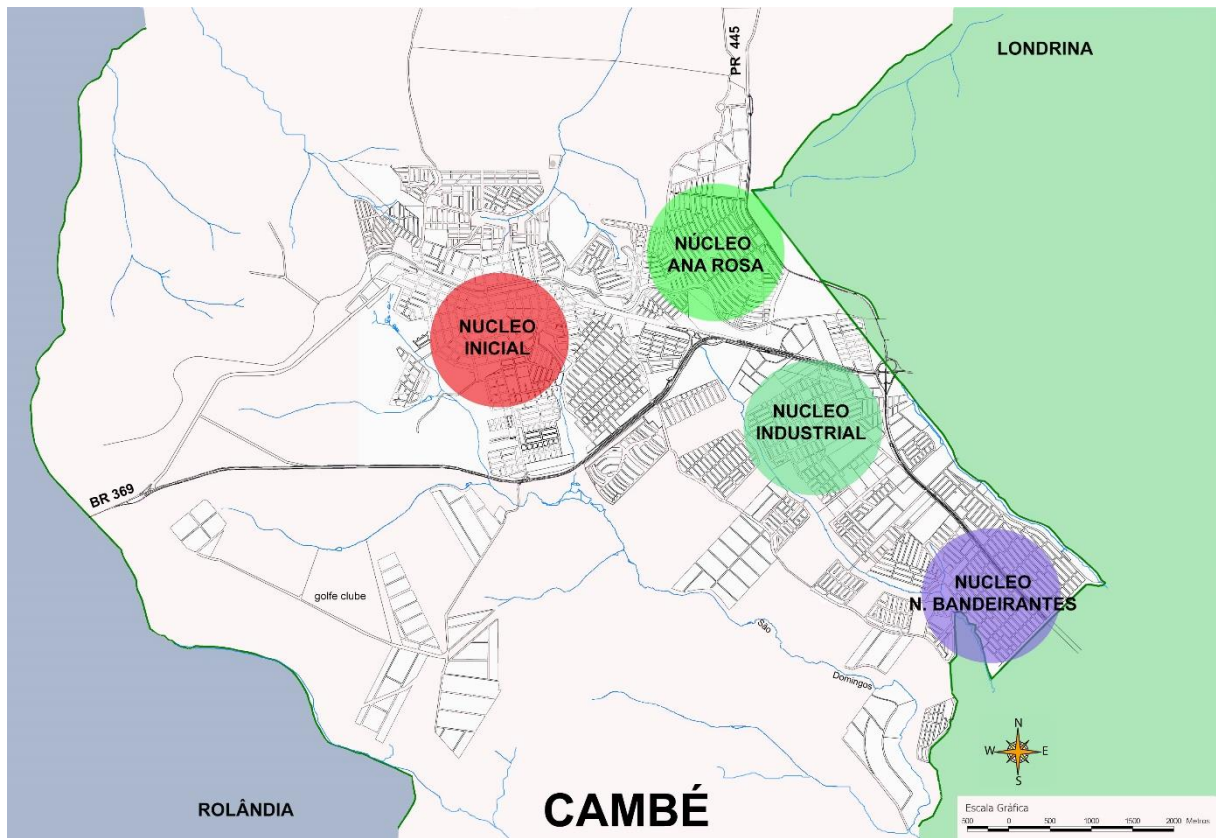 PR 445
LONDRINA
NÚCLEO
ANA ROSA
NUCLEO
INICIAL
NUCLEO
INDUSTRIAL
BR 369
NUCLEO
N. BANDEIRANTES
golfe clube
São
Domingos
N
W E
S
ROLÂNDIA
CAMBÉ
Escala Gráfica
500 0 500 1000 1500 2000 Metros